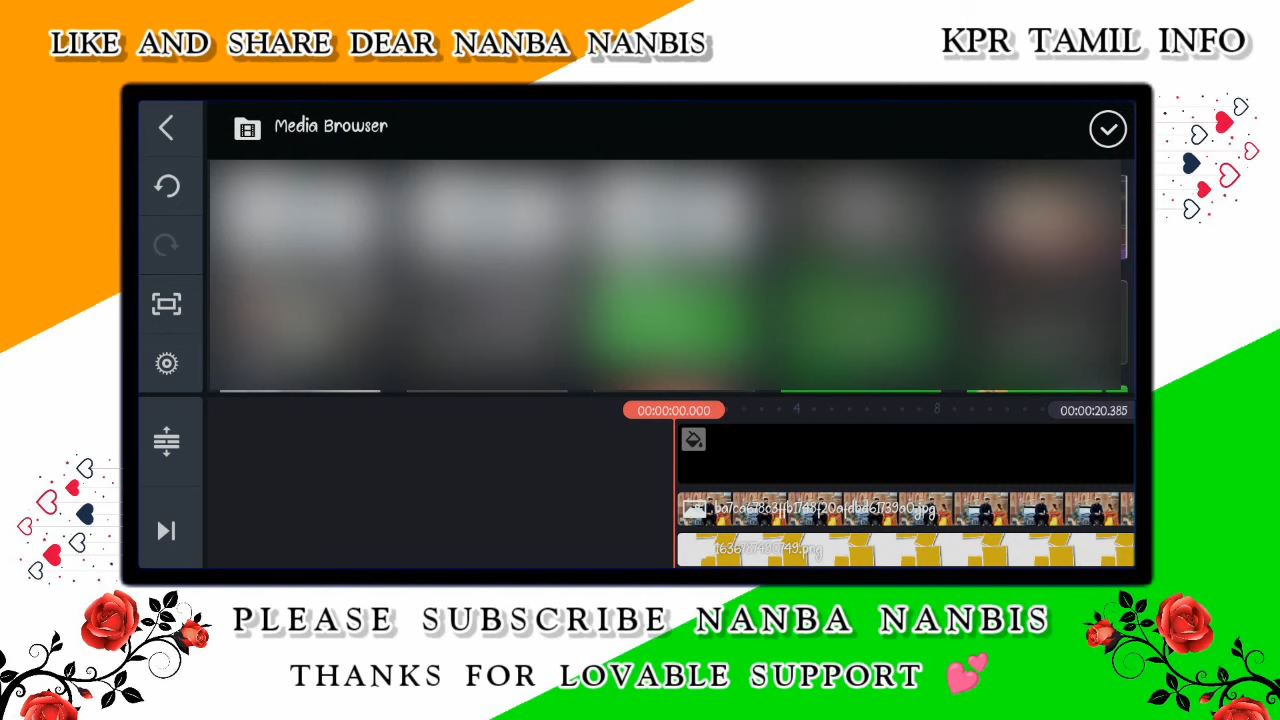 LIKE AND SHARE DEAR NANBA NANBIS
KPR TAMIL INFO
Media Browser
00:00:00.000
4
8
00:00:20.385
PLEASE SUBSCRIBE NANBA NANBIS
THANKS FOR LOVABLE SUPPORT 💕